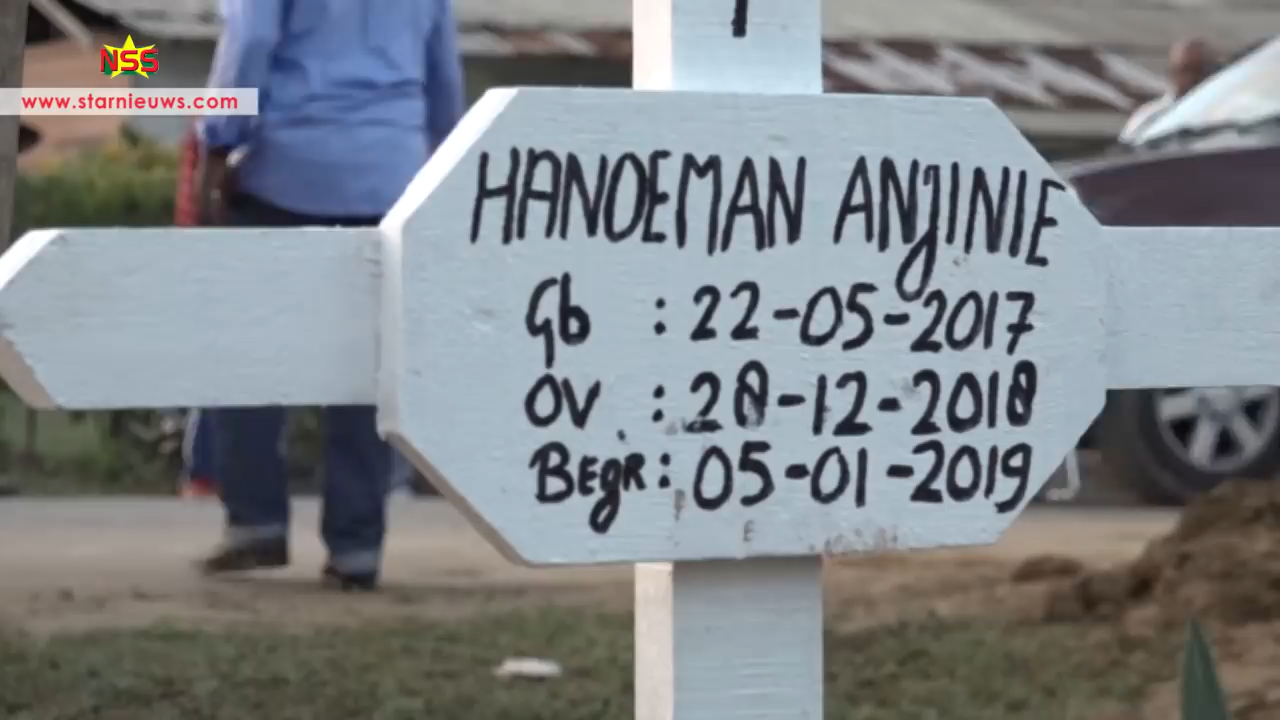 NSS
www.starnieuws.com
HANOEMAN ANJINIE
Gb : 22-05-2017
OV : 28-12-2018
BEGR: 05-01-2019